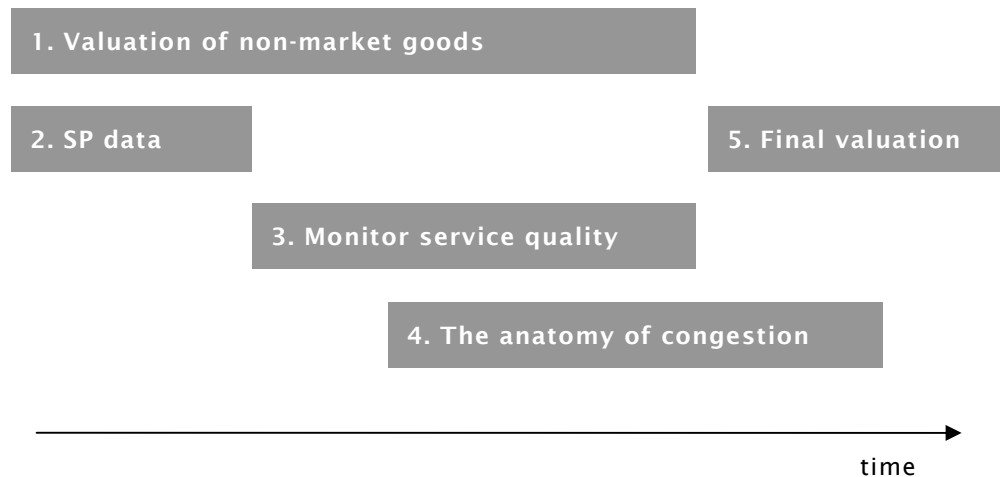 1. Valuation of non-market goods
2. SP data
5. Final valuation
3. Monitor service quality
4. The anatomy of congestion
time